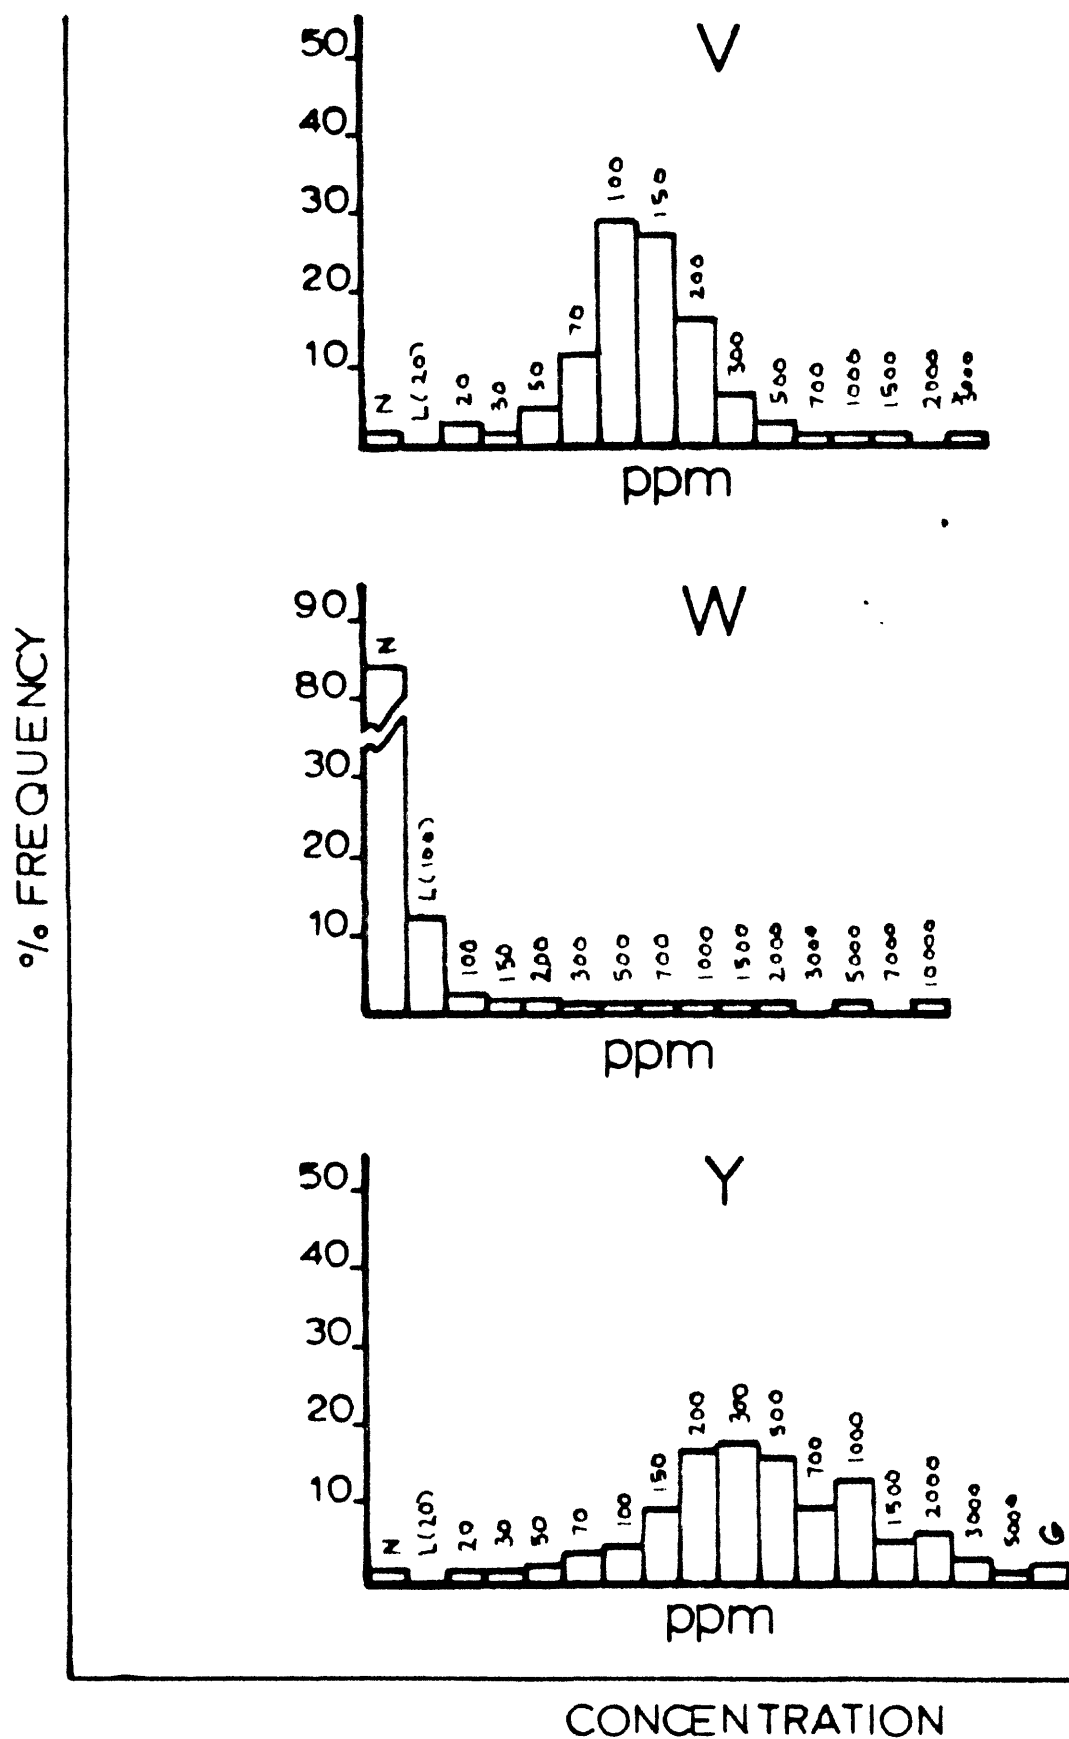 % FREQUENCY
V
50
40
30
20
10
N L(20) 20 30 50 70 100 150 200 300 500 700 1000 1500 2000 3000
ppm
W
90
80
30
20
10
N L(100) 100 150 200 300 500 700 1000 1500 2000 3000 5000 7000 10000
ppm
Y
50
40
30
20
10
N L(20) 20 30 50 70 100 150 200 300 500 700 1000 1500 2000 3000 5000 G
ppm
CONCENTRATION